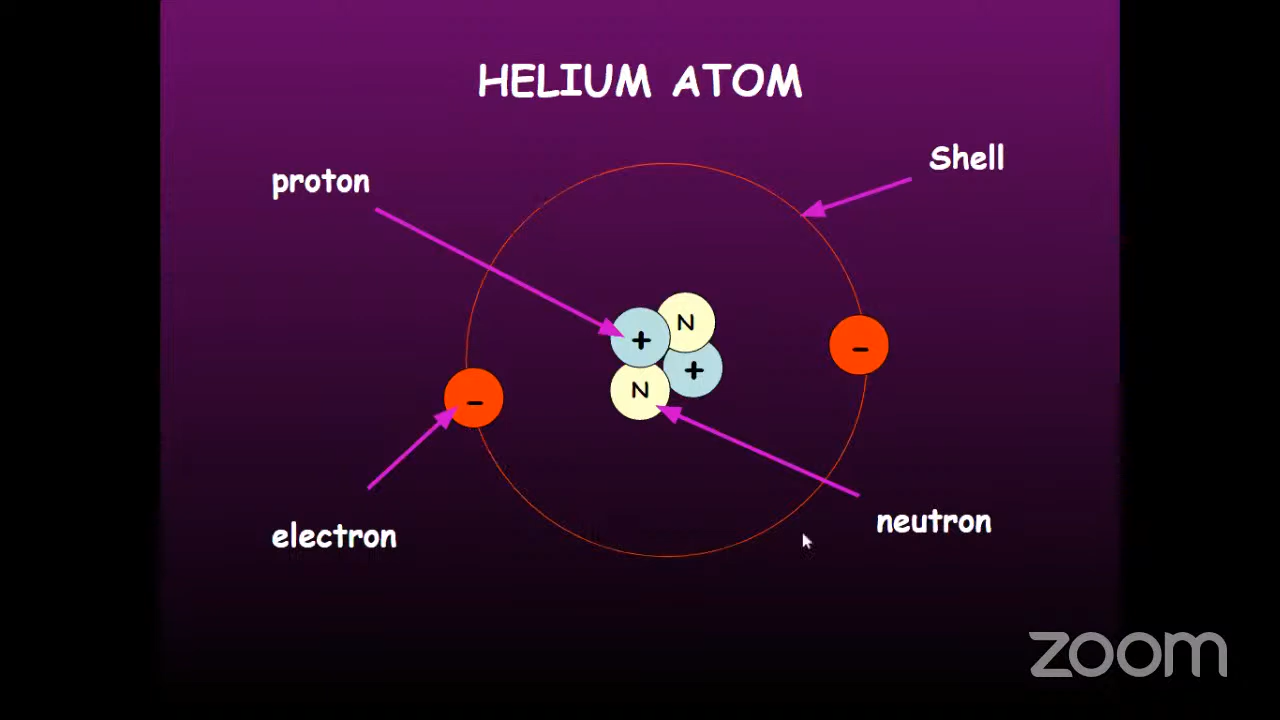 HELIUM ATOM
proton
Shell
N
+
+
-
N
-
electron
neutron
zoom